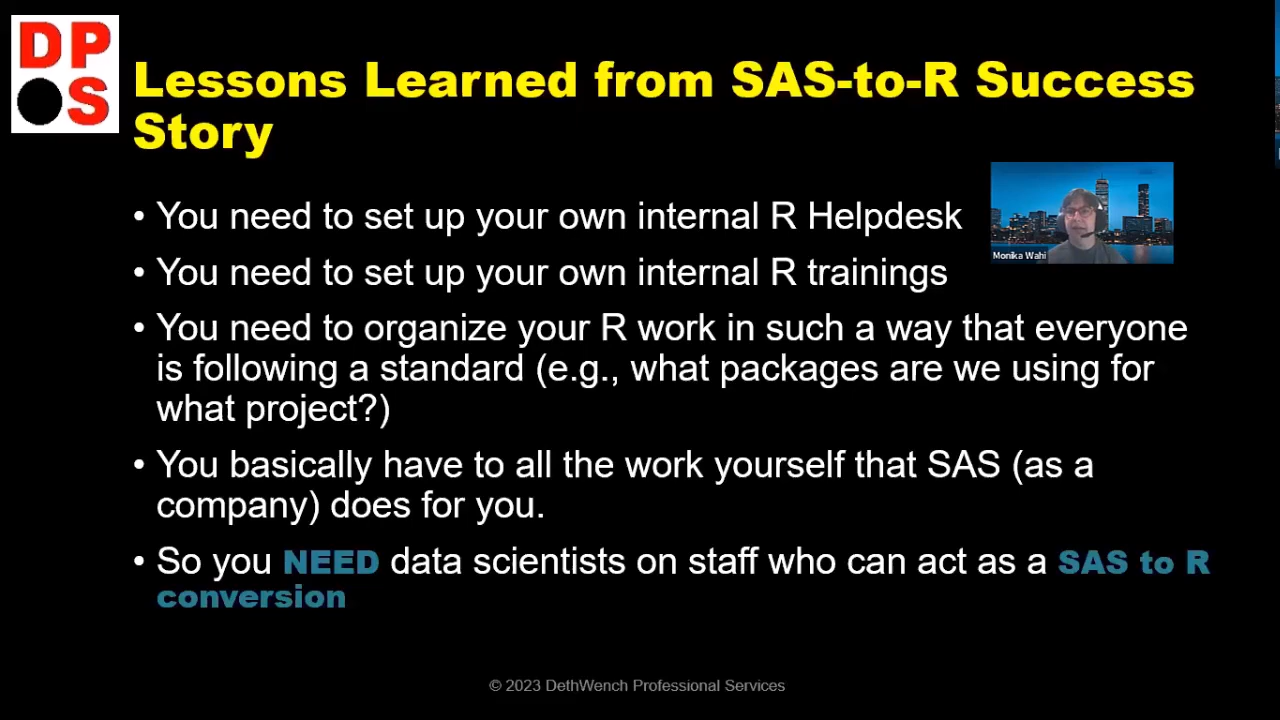 DP
S
Lessons Learned from SAS-to-R Success
Story
• You need to set up your own internal R Helpdesk
Monika Wahi
• You need to set up your own internal R trainings
• You need to organize your R work in such a way that everyone
is following a standard (e.g., what packages are we using for
what project?)
• You basically have to all the work yourself that SAS (as a
company) does for you.
• So you NEED data scientists on staff who can act as a SAS to R
conversion
© 2023 DethWench Professional Services